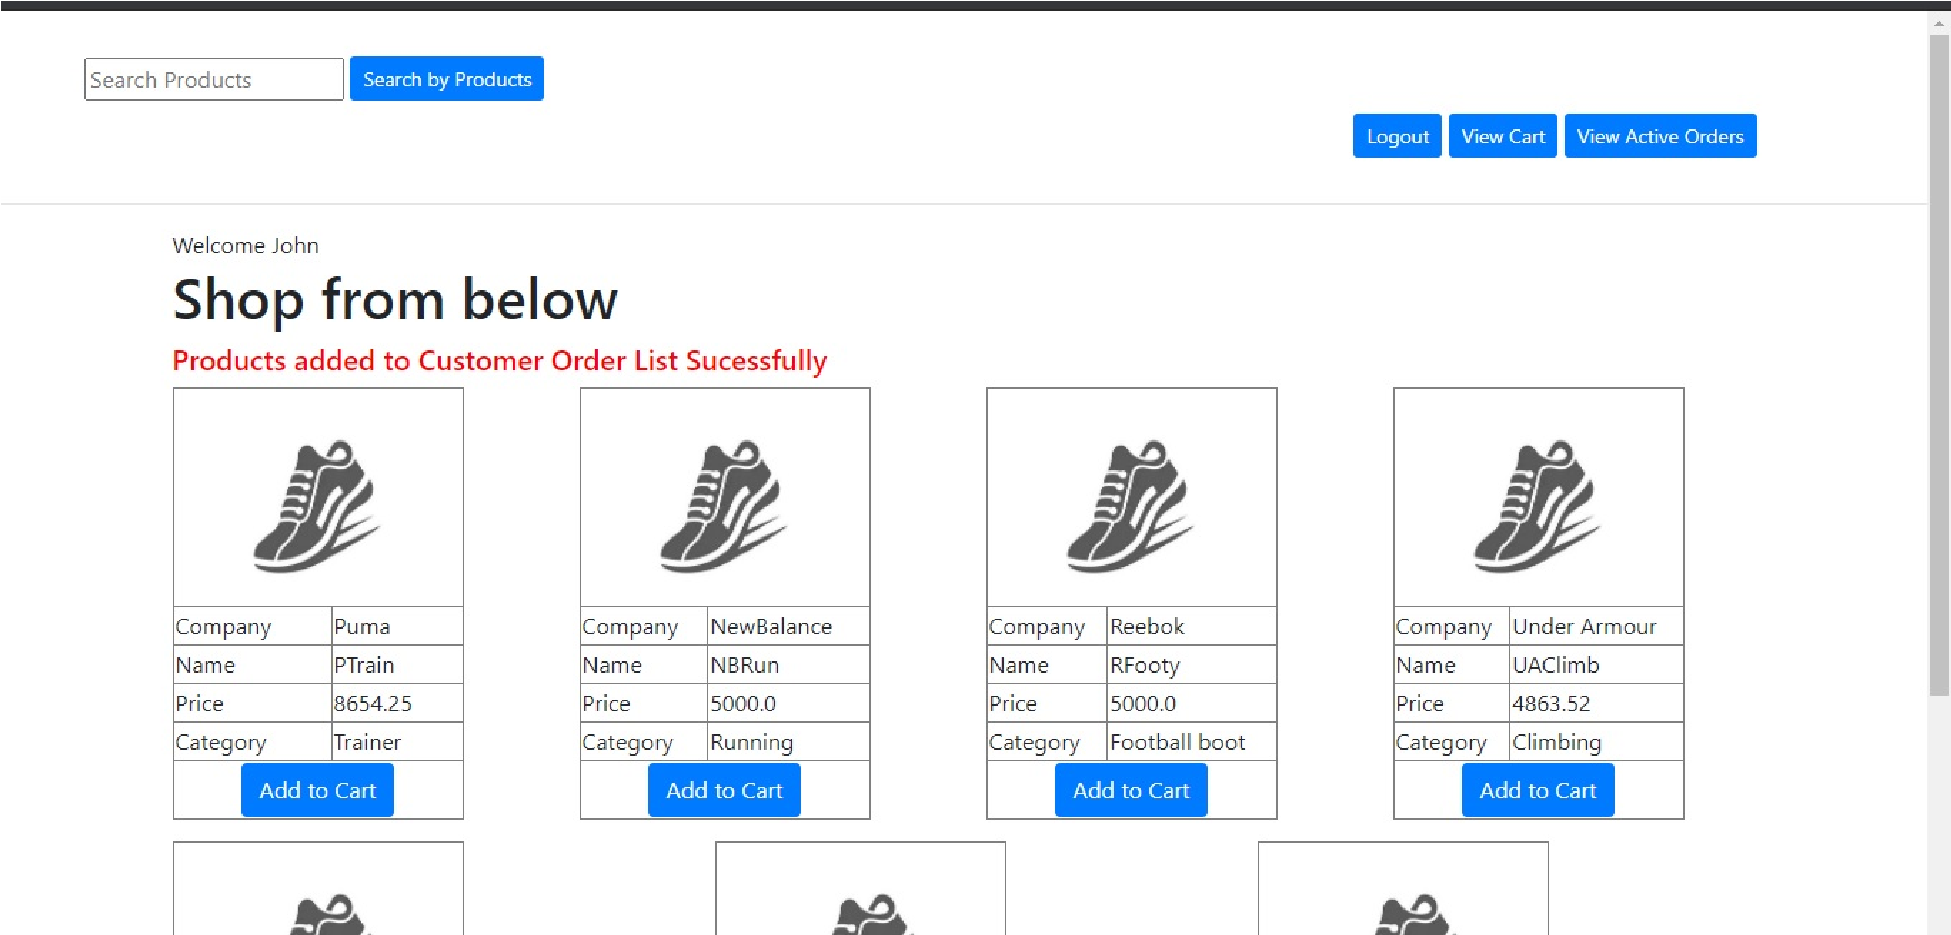 Search Products Search by Products
Logout View Cart View Active Orders
Welcome John
Shop from below
Products added to Customer Order List Sucessfully
Company Puma
Name PTrain
Price 8654.25
Category Trainer
Add to Cart
Company NewBalance
Name NBRun
Price 5000.0
Category Running
Add to Cart
Company Reebok
Name RFooty
Price 5000.0
Category Football boot
Add to Cart
Company Under Armour
Name UAClimb
Price 4863.52
Category Climbing
Add to Cart